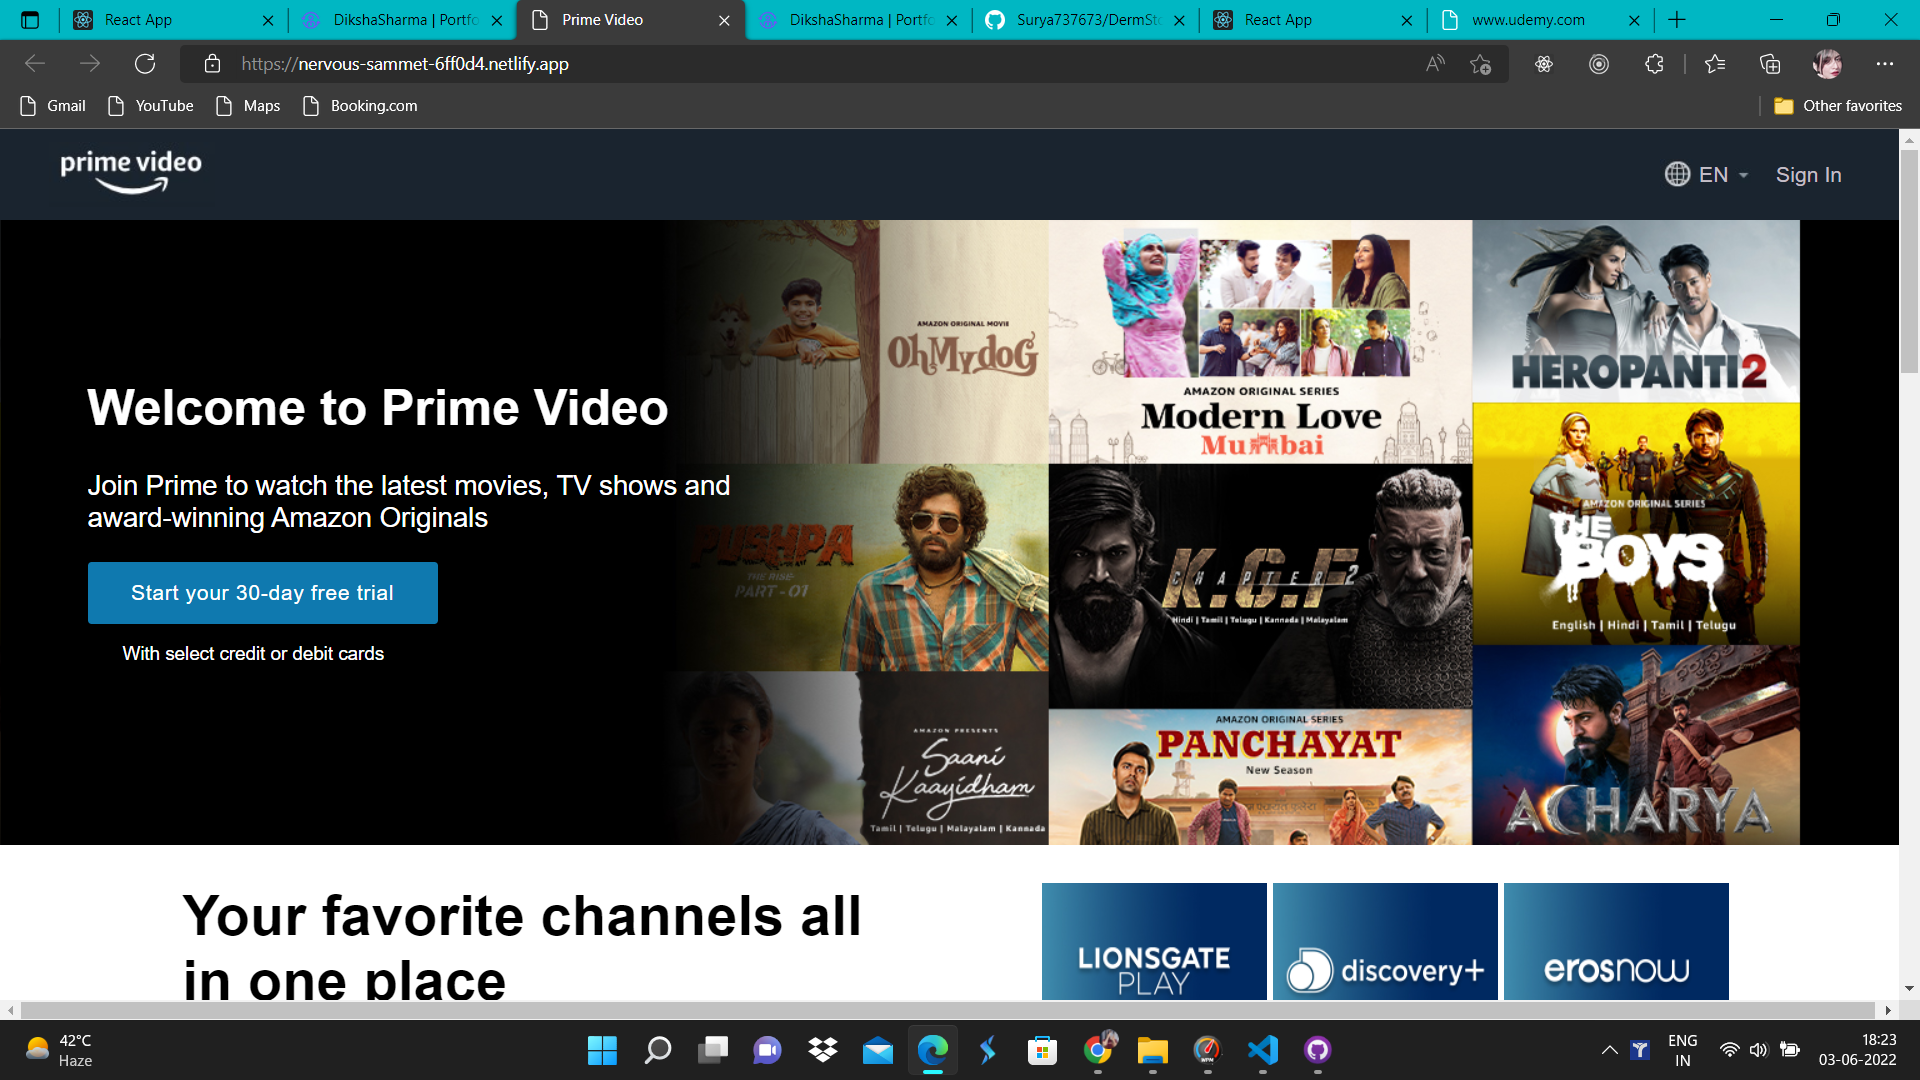 React App
DikshaSharma | Portfo
Prime Video
DikshaSharma | Portfo
Surya737673/DermSto
React App
www.udemy.com
https://nervous-sammet-6ff0d4.netlify.app
Gmail
YouTube
Maps
Booking.com
Other favorites
prime video
EN
Sign In
Welcome to Prime Video
Join Prime to watch the latest movies, TV shows and
award-winning Amazon Originals
Start your 30-day free trial
With select credit or debit cards
AMAZON ORIGINAL MOVIE
Oh My dog
AMAZON ORIGINAL SERIES
Modern Love
Mumbai
HEROPANTI 2
PUSHPA
THE RISE
PART - 01
K.G.F
CHAPTER 2
Hindi | Tamil | Telugu | Kannada | Malayalam
AMAZON ORIGINAL SERIES
THE
BOYS
English | Hindi | Tamil | Telugu
AMAZON PRESENTS
Saani
Kaayidham
Tamil | Telugu | Malayalam | Kannada
AMAZON ORIGINAL SERIES
PANCHAYAT
New Season
ACHARYA
Your favorite channels all
in one place
LIONSGATE
PLAY
discovery+
erosnow
42°C
Haze
ENG
IN
18:23
03-06-2022